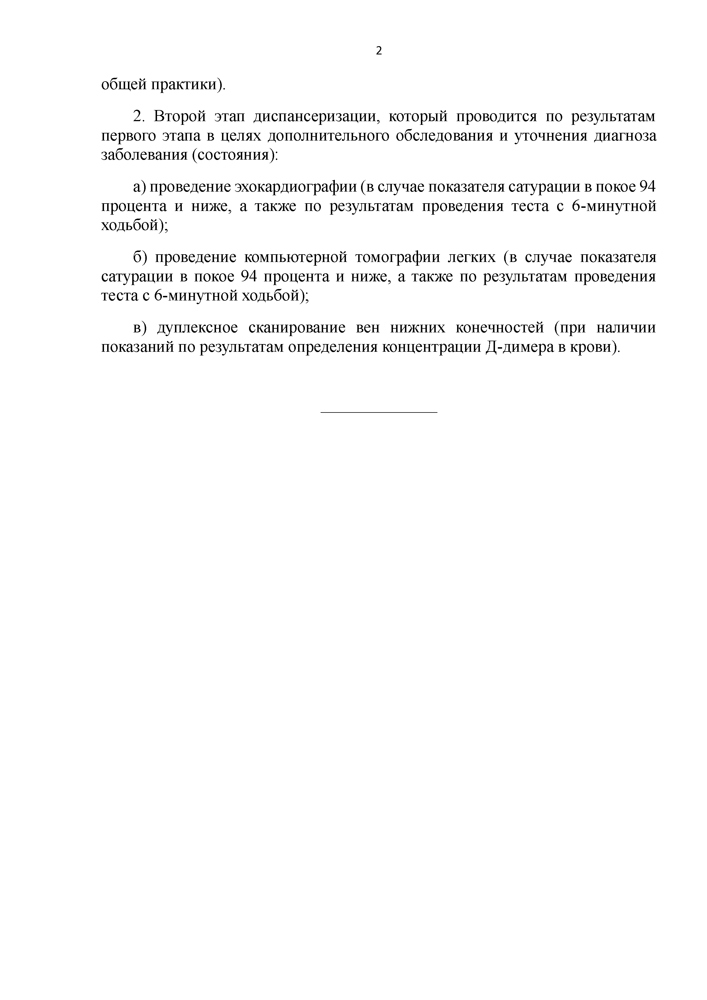 2
общей практики).
2. Второй этап диспансеризации, который проводится по результатам
первого этапа в целях дополнительного обследования и уточнения диагноза
заболевания (состояния):
а) проведение эхокардиографии (в случае показателя сатурации в покое 94
процента и ниже, а также по результатам проведения теста с 6-минутной
ходьбой);
б) проведение компьютерной томографии легких (в случае показателя
сатурации в покое 94 процента и ниже, а также по результатам проведения
теста с 6-минутной ходьбой);
в) дуплексное сканирование вен нижних конечностей (при наличии
показаний по результатам определения концентрации Д-димера в крови).